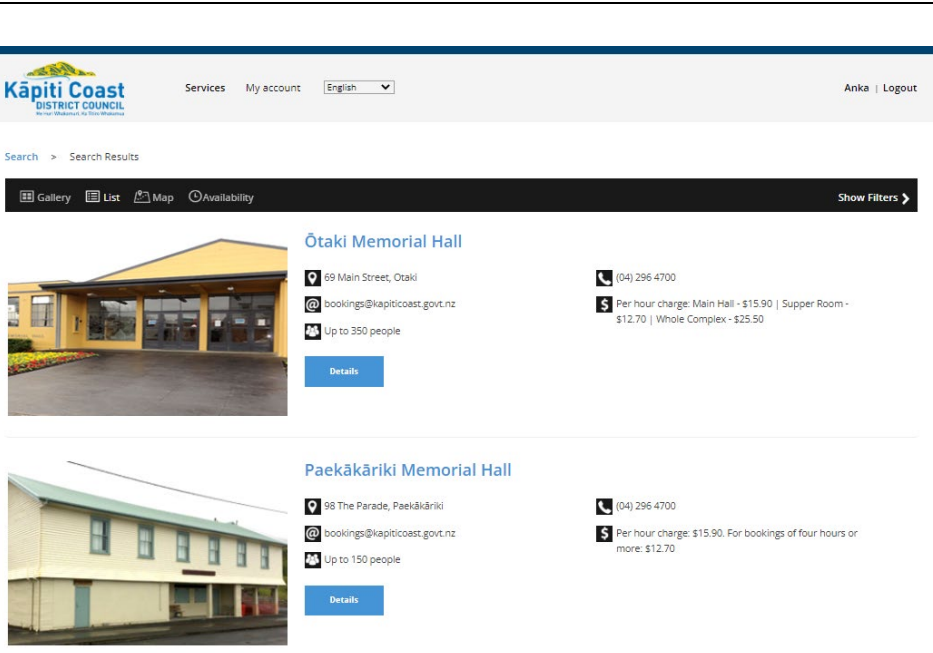 Kāpiti Coast
DISTRICT COUNCIL
Services My account English Anka | Logout
Search > Search Results
Gallery List Map Availability Show Filters
Ōtaki Memorial Hall
69 Main Street, Otaki (04) 296 4700
bookings@kapiticoast.govt.nz Per hour charge: Main Hall - $15.90 | Supper Room -
$12.70 | Whole Complex - $25.50
Up to 350 people
Details
Paekākāriki Memorial Hall
98 The Parade, Paekākāriki (04) 296 4700
bookings@kapiticoast.govt.nz Per hour charge: $15.90. For bookings of four hours or
more: $12.70
Up to 150 people
Details